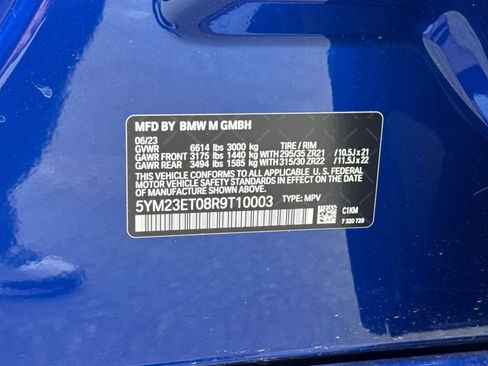 MFD BY BMW M GMBH
06/23
GVWR 6614 lbs 3000 kg TIRE / RIM
GAWR FRONT 3175 lbs 1440 kg WITH 295/35 ZR21 / 10.5J x 21
GAWR REAR 3494 lbs 1585 kg WITH 315/30 ZR22 / 11.5J x 22
THIS VEHICLE CONFORMS TO ALL APPLICABLE U.S. FEDERAL
MOTOR VEHICLE SAFETY STANDARDS IN EFFECT ON THE DATE OF
MANUFACTURE SHOWN ABOVE.
5YM23ET08R9T10003 TYPE: MPV
C1KM
7 320 729